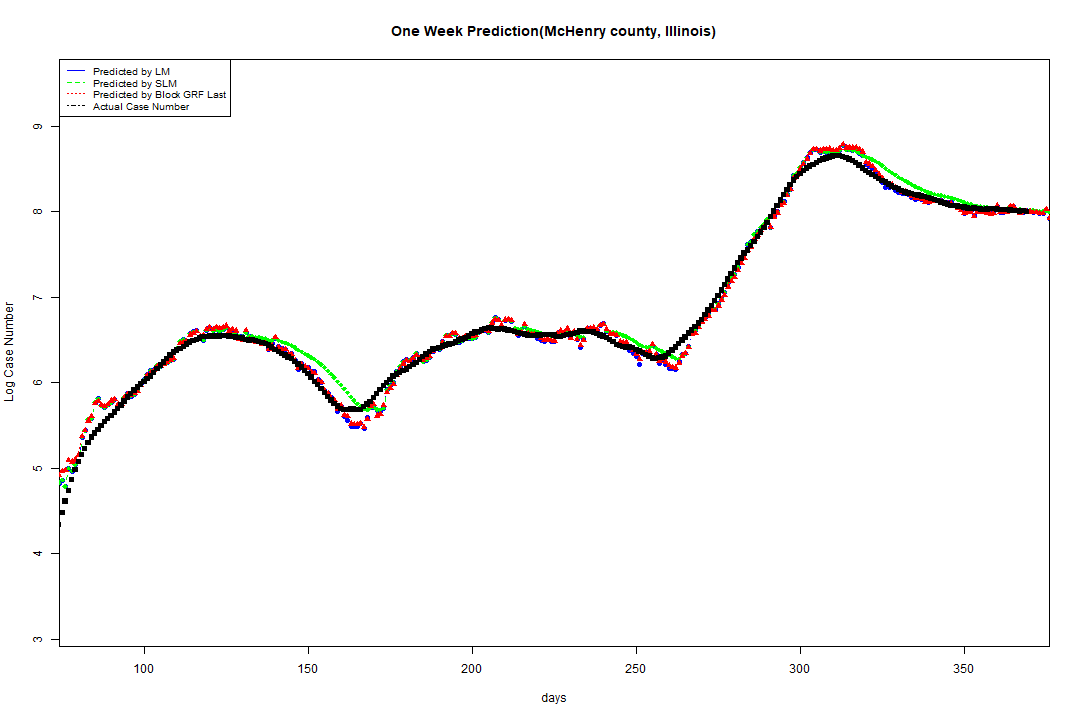 One Week Prediction(McHenry county, Illinois)
Predicted by LM
Predicted by SLM
Predicted by Block GRF Last
Actual Case Number
9
8
7
6
5
4
3
Log Case Number
100 150 200 250 300 350
days